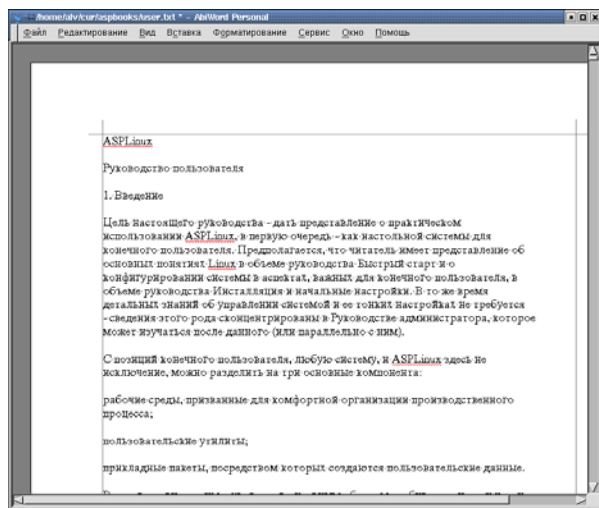 /home/alv/cur/aspbooks/user.txt * - AbiWord Personal
Файл Редактирование Вид Вставка Форматирование Сервис Окно Помощь
ASPLinux
Руководство пользователя
1. Введение
Цель настоящего руководства - дать представление о практическом
использовании ASPLinux, в первую очередь - как настольной системы для
конечного пользователя. Предполагается, что читатель имеет представление об
основных понятиях Linux в объеме руководства Быстрый старт и о
конфигурировании системы в аспектах, важных для конечного пользователя, в
объеме руководства Инсталляция и начальные настройки. В то же время
детальных знаний об управлении системой и ее тонких настройках не требуется
- сведения этого рода сконцентрированы в Руководстве администратора, которое
может изучаться после данного (или параллельно с ним).
С позиций конечного пользователя, любую систему, и ASPLinux здесь не
исключение, можно разделить на три основные компонента:
рабочие среды, призванные для комфортной организации производственного
процесса;
пользовательские утилиты;
прикладные пакеты, посредством которых создаются пользовательские данные.